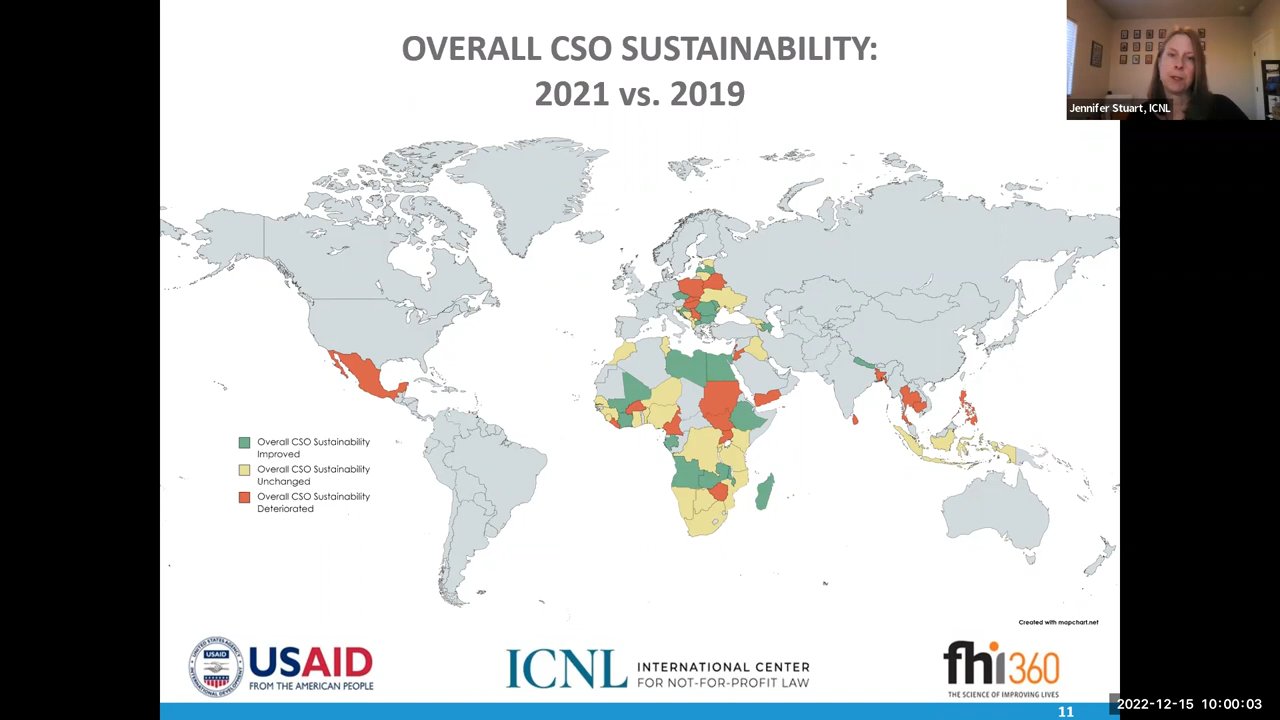 OVERALL CSO SUSTAINABILITY:
2021 vs. 2019
Jennifer Stuart, ICNL
Overall CSO Sustainability
Improved
Overall CSO Sustainability
Unchanged
Overall CSO Sustainability
Deteriorated
Created with mapchart.net
USAID
USAID
FROM THE AMERICAN PEOPLE
ICNL
INTERNATIONAL CENTER
FOR NOT-FOR-PROFIT LAW
fhi360
THE SCIENCE OF IMPROVING LIVES
11
2022-12-15 10:00:03